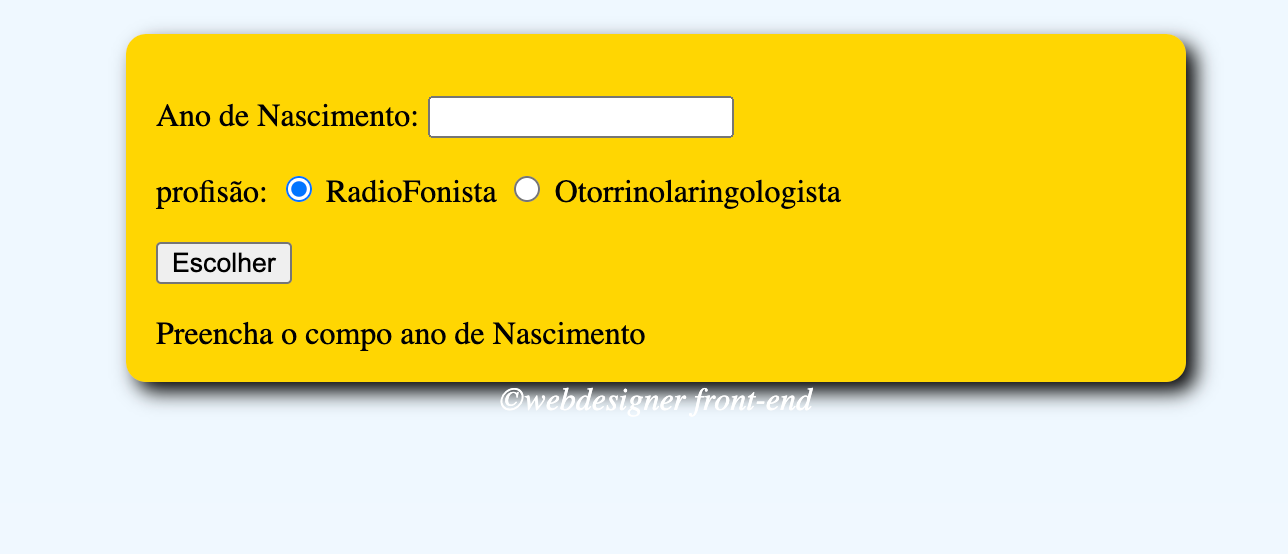 Ano de Nascimento:
profisão: RadioFonista Otorrinolaringologista
Escolher
Preencha o compo ano de Nascimento
©webdesigner front-end